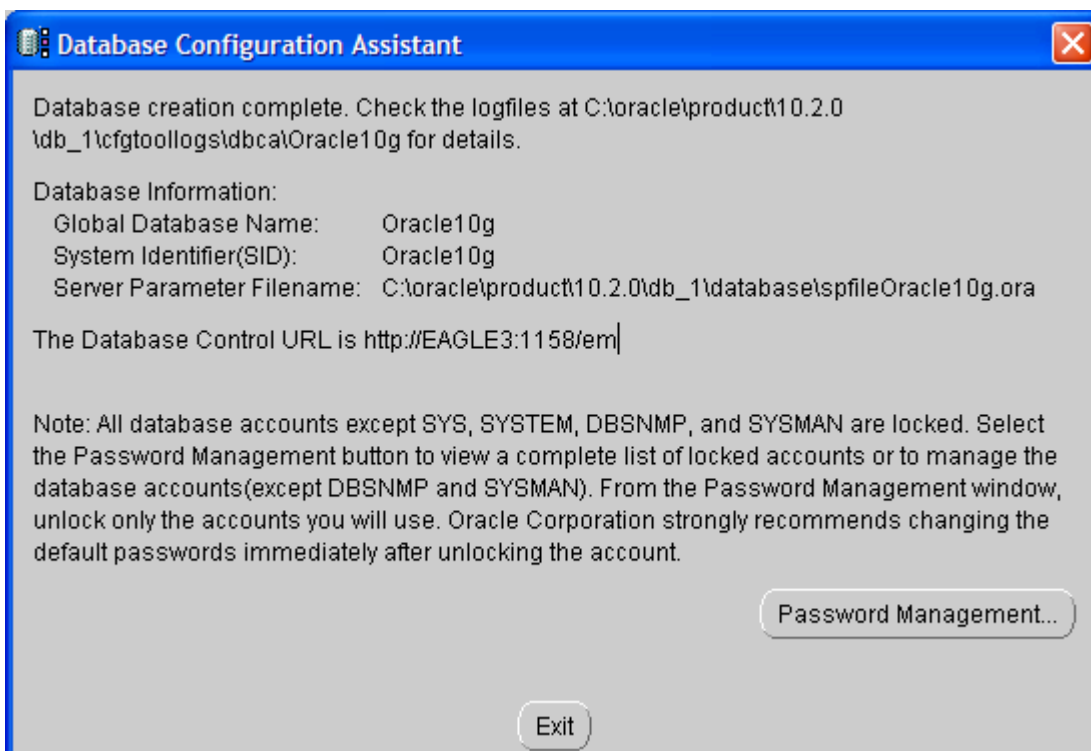 Database Configuration Assistant
Database creation complete. Check the logfiles at C:\oracle\product\10.2.0
\db_1\cfgtoollogs\dbca\Oracle10g for details.
Database Information:
Global Database Name: Oracle10g
System Identifier(SID): Oracle10g
Server Parameter Filename: C:\oracle\product\10.2.0\db_1\database\spfileOracle10g.ora
The Database Control URL is http://EAGLE3:1158/em
Note: All database accounts except SYS, SYSTEM, DBSNMP, and SYSMAN are locked. Select
the Password Management button to view a complete list of locked accounts or to manage the
database accounts(except DBSNMP and SYSMAN). From the Password Management window,
unlock only the accounts you will use. Oracle Corporation strongly recommends changing the
default passwords immediately after unlocking the account.
Password Management...
Exit